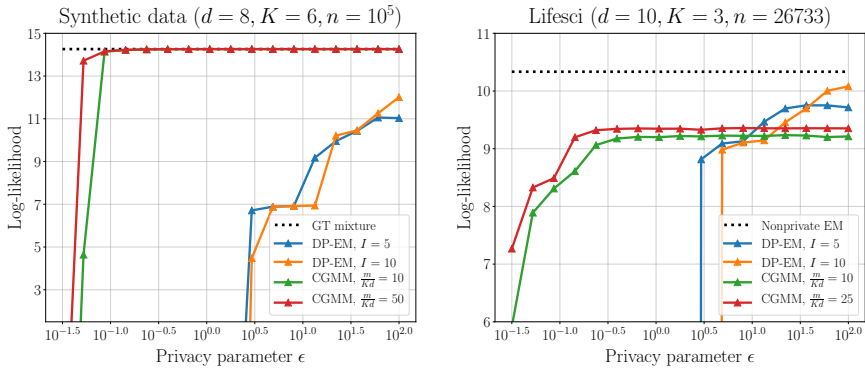 Synthetic data (d = 8, K = 6, n = 10⁵)
Log-likelihood
15
13
11
9
7
5
3
GT mixture
DP-EM, I = 5
DP-EM, I = 10
CGMM, m/Kd = 10
CGMM, m/Kd = 50
10^−1.5 10^−1.0 10^−0.5 10^0.0 10^0.5 10^1.0 10^1.5 10^2.0
Privacy parameter ϵ
Lifesci (d = 10, K = 3, n = 26733)
Log-likelihood
11
10
9
8
7
6
Nonprivate EM
DP-EM, I = 5
DP-EM, I = 10
CGMM, m/Kd = 10
CGMM, m/Kd = 25
10^−1.5 10^−1.0 10^−0.5 10^0.0 10^0.5 10^1.0 10^1.5 10^2.0
Privacy parameter ϵ